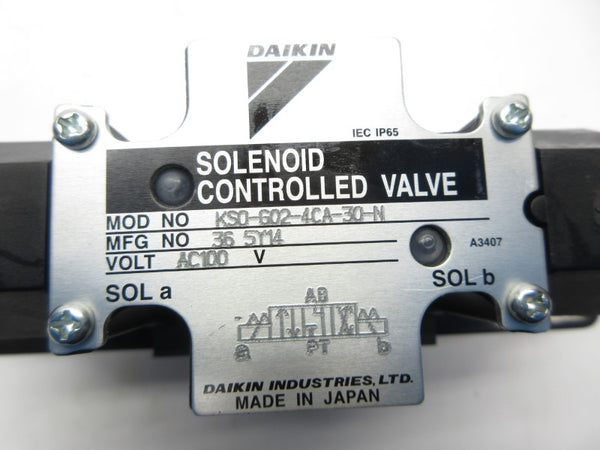 DAIKIN
IEC IP65
SOLENOID
CONTROLLED VALVE
MOD NO KSO-G02-4CA-30-N
MFG NO 36 5Y14
VOLT AC100 V
A3407
SOL a
SOL b
AB
a PT b
DAIKIN INDUSTRIES, LTD.
MADE IN JAPAN